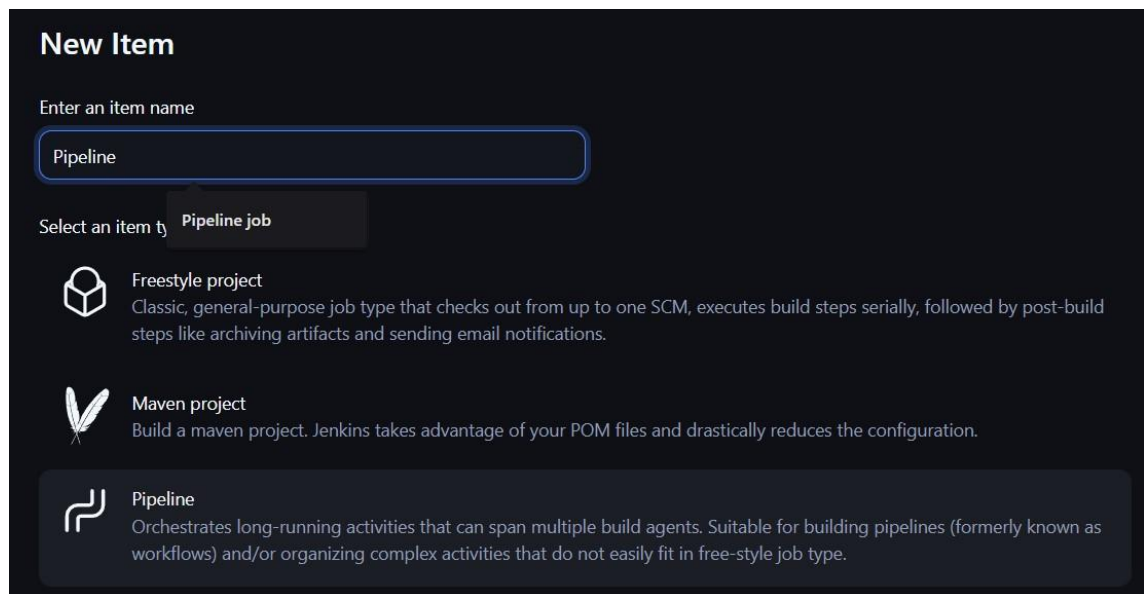 New Item
Enter an item name
Pipeline
Pipeline job
Select an item ty
Freestyle project
Classic, general-purpose job type that checks out from up to one SCM, executes build steps serially, followed by post-build
steps like archiving artifacts and sending email notifications.
Maven project
Build a maven project. Jenkins takes advantage of your POM files and drastically reduces the configuration.
Pipeline
Orchestrates long-running activities that can span multiple build agents. Suitable for building pipelines (formerly known as
workflows) and/or organizing complex activities that do not easily fit in free-style job type.